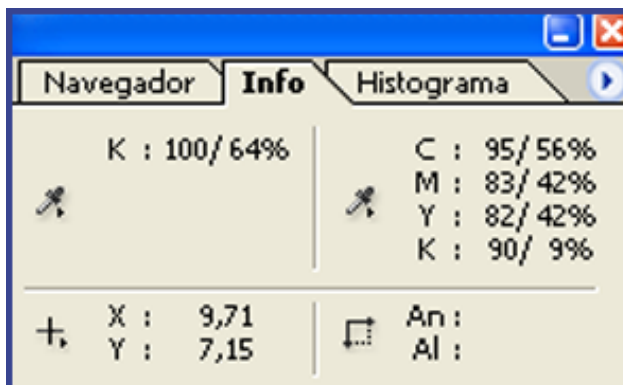 Navegador Info Histograma
K : 100/ 64%
C : 95/ 56%
M : 83/ 42%
Y : 82/ 42%
K : 90/ 9%
X : 9,71
Y : 7,15
An :
Al :